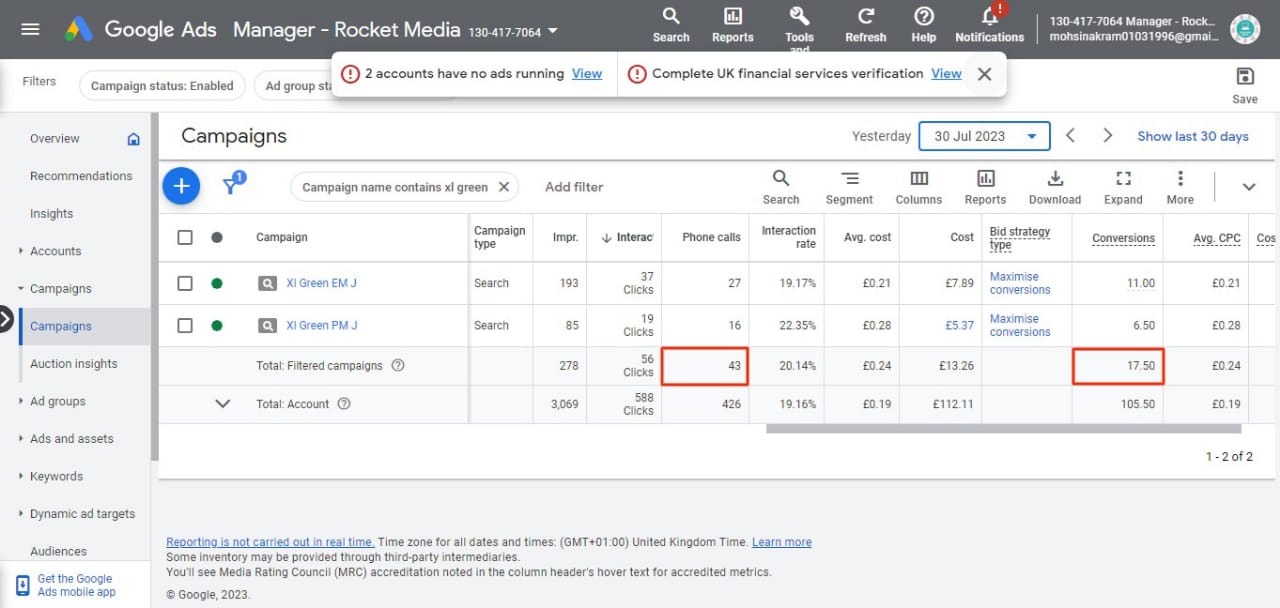 Google Ads Manager - Rocket Media 130-417-7064
Search Reports Tools and Refresh Help Notifications
130-417-7064 Manager - Rock...
mohsinakram01031996@gmai...
2 accounts have no ads running View
Complete UK financial services verification View
Filters Campaign status: Enabled Ad group sta
Save
Overview
Recommendations
Insights
Accounts
Campaigns
Campaigns
Auction insights
Ad groups
Ads and assets
Keywords
Dynamic ad targets
Audiences
Get the Google
Ads mobile app
Campaigns
Yesterday 30 Jul 2023 Show last 30 days
1
Campaign name contains xl green Add filter
Search Segment Columns Reports Download Expand More
Campaign Campaign type Impr. Interac Phone calls Interaction rate Avg. cost Cost Bid strategy type Conversions Avg. CPC Cos
Xl Green EM J Search 193 37 Clicks 27 19.17% £0.21 £7.89 Maximise conversions 11.00 £0.21
Xl Green PM J Search 85 19 Clicks 16 22.35% £0.28 £5.37 Maximise conversions 6.50 £0.28
Total: Filtered campaigns 278 56 Clicks 43 20.14% £0.24 £13.26 17.50 £0.24
Total: Account 3,069 588 Clicks 426 19.16% £0.19 £112.11 105.50 £0.19
1 - 2 of 2
Reporting is not carried out in real time. Time zone for all dates and times: (GMT+01:00) United Kingdom Time. Learn more
Some inventory may be provided through third-party intermediaries.
You'll see Media Rating Council (MRC) accreditation noted in the column header's hover text for accredited metrics.
© Google, 2023.